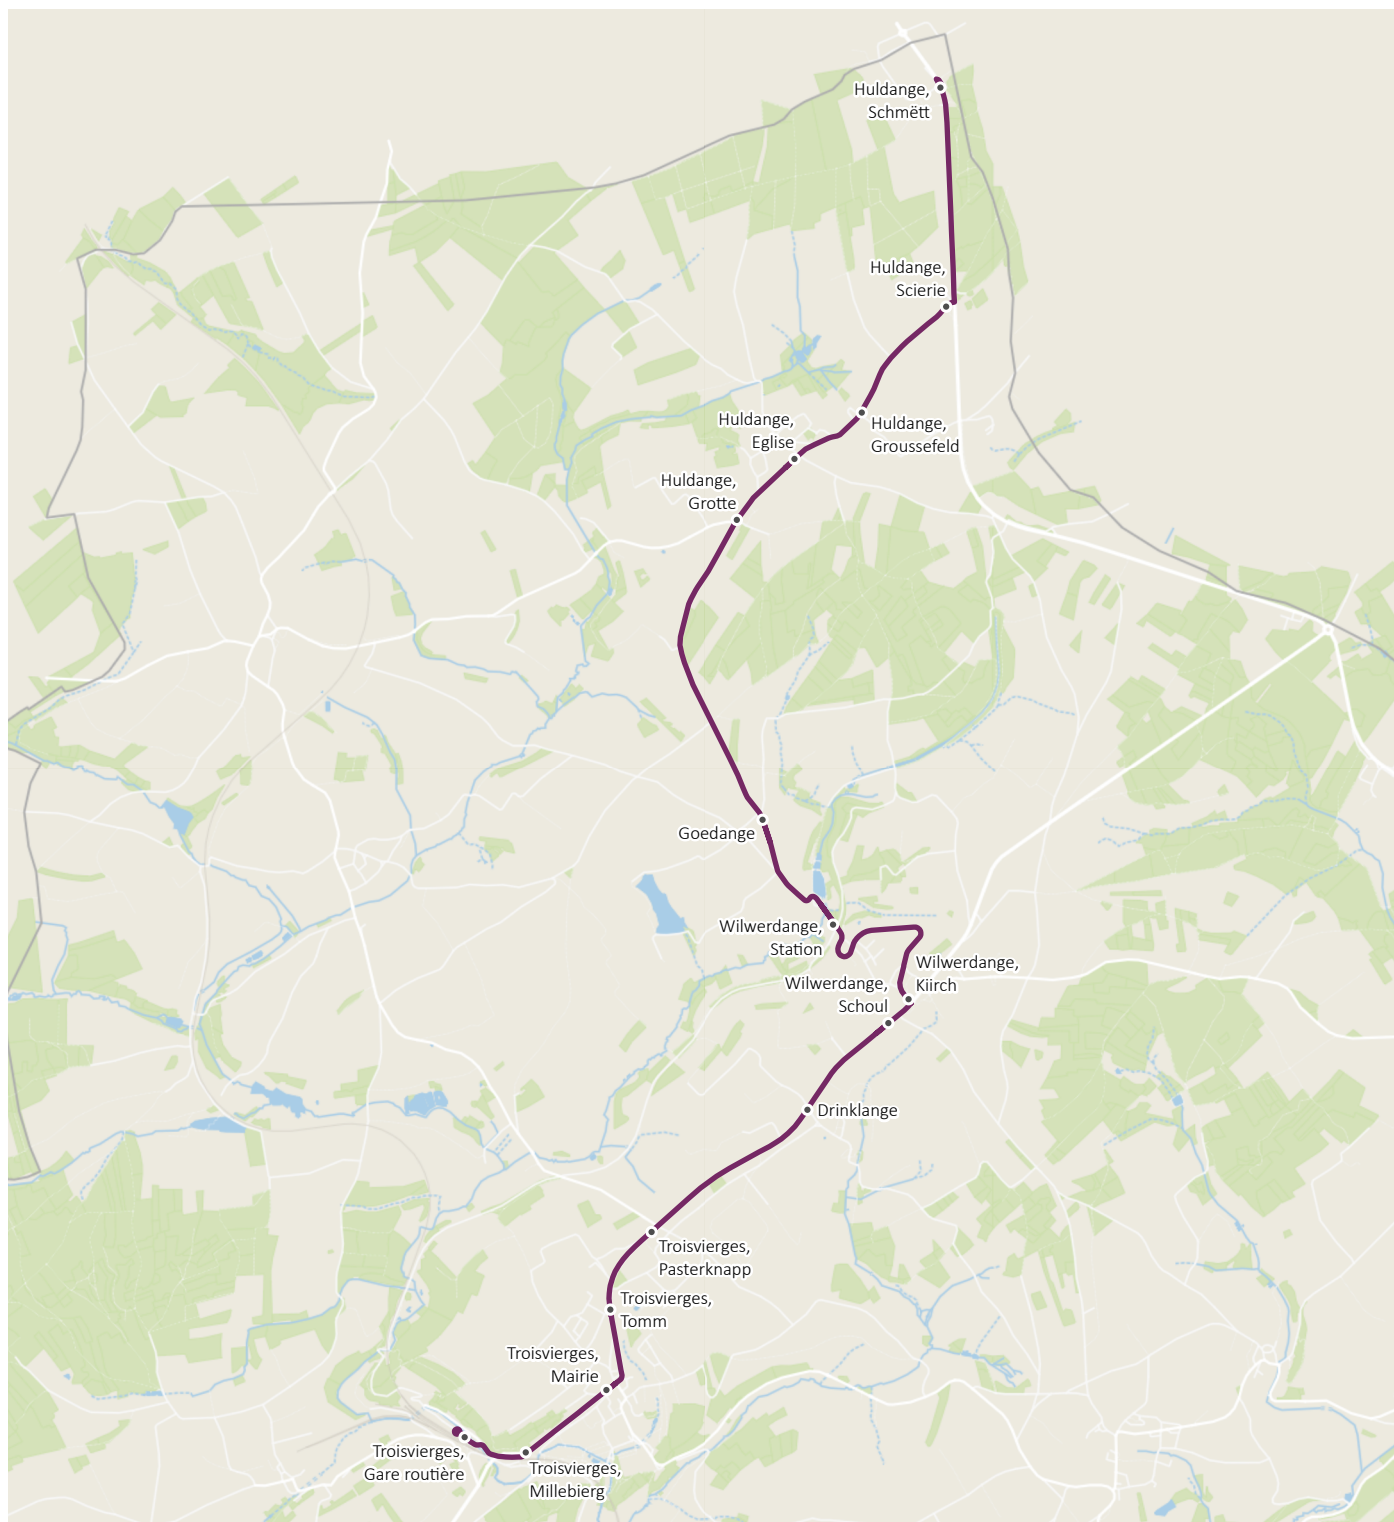 Huldange,
Schmëtt
Huldange,
Scierie
Huldange,
Groussefeld
Huldange,
Eglise
Huldange,
Grotte
Goedange
Wilwerdange,
Station
Wilwerdange,
Kiirch
Wilwerdange,
Schoul
Drinklange
Troisvierges,
Pasterknapp
Troisvierges,
Tomm
Troisvierges,
Mairie
Troisvierges,
Gare routière
Troisvierges,
Millebierg